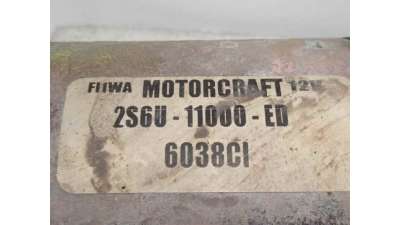 FIIWA MOTORCRAFT 12V
2S6U-11000-ED
6038CI